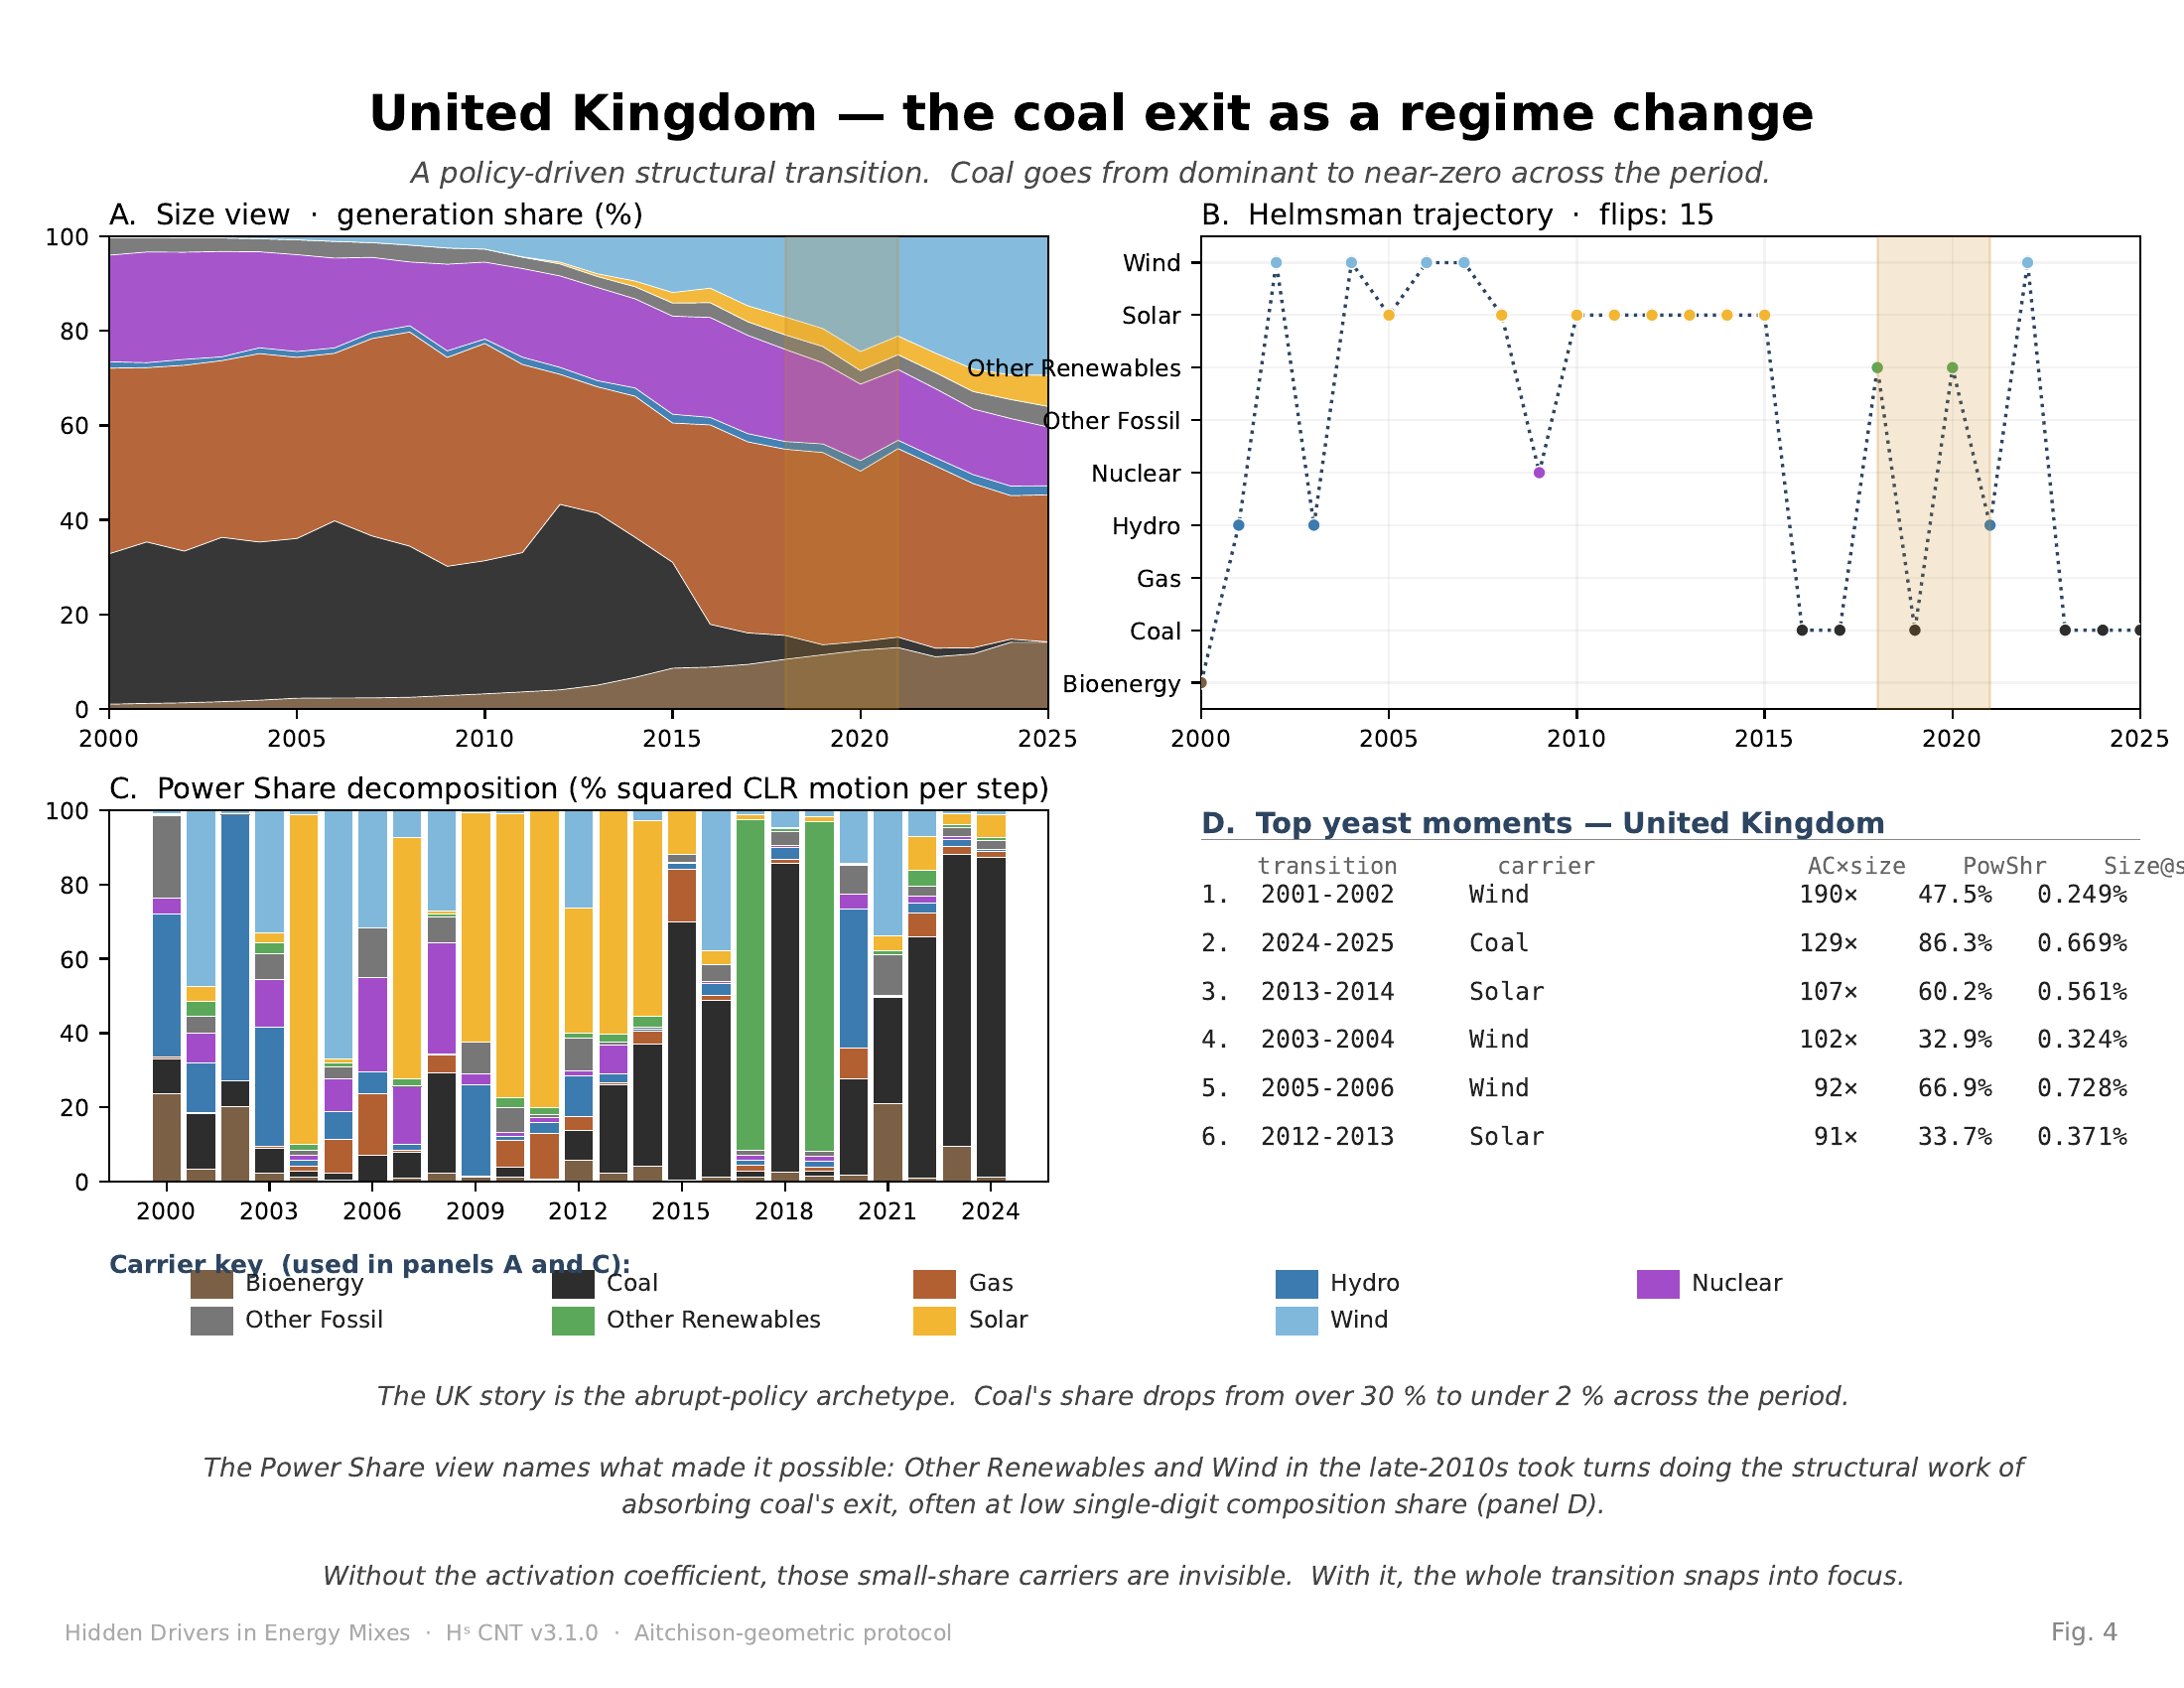 United Kingdom — the coal exit as a regime change
A policy-driven structural transition.  Coal goes from dominant to near-zero across the period.
A.  Size view  ·  generation share (%)
100
80
60
40
20
0
2000
2005
2010
2015
2020
2025
B.  Helmsman trajectory  ·  flips: 15
Wind
Solar
Other Renewables
Other Fossil
Nuclear
Hydro
Gas
Coal
Bioenergy
2000
2005
2010
2015
2020
2025
C.  Power Share decomposition (% squared CLR motion per step)
100
80
60
40
20
0
2000
2003
2006
2009
2012
2015
2018
2021
2024
D.  Top yeast moments — United Kingdom
transition carrier AC×size PowShr Size@s
1. 2001-2002 Wind 190× 47.5% 0.249%
2. 2024-2025 Coal 129× 86.3% 0.669%
3. 2013-2014 Solar 107× 60.2% 0.561%
4. 2003-2004 Wind 102× 32.9% 0.324%
5. 2005-2006 Wind 92× 66.9% 0.728%
6. 2012-2013 Solar 91× 33.7% 0.371%
Carrier key  (used in panels A and C):
Bioenergy Coal Gas Hydro Nuclear
Other Fossil Other Renewables Solar Wind
The UK story is the abrupt-policy archetype.  Coal's share drops from over 30 % to under 2 % across the period.
The Power Share view names what made it possible: Other Renewables and Wind in the late-2010s took turns doing the structural work of
absorbing coal's exit, often at low single-digit composition share (panel D).
Without the activation coefficient, those small-share carriers are invisible.  With it, the whole transition snaps into focus.
Hidden Drivers in Energy Mixes  ·  Hˢ CNT v3.1.0  ·  Aitchison-geometric protocol
Fig. 4